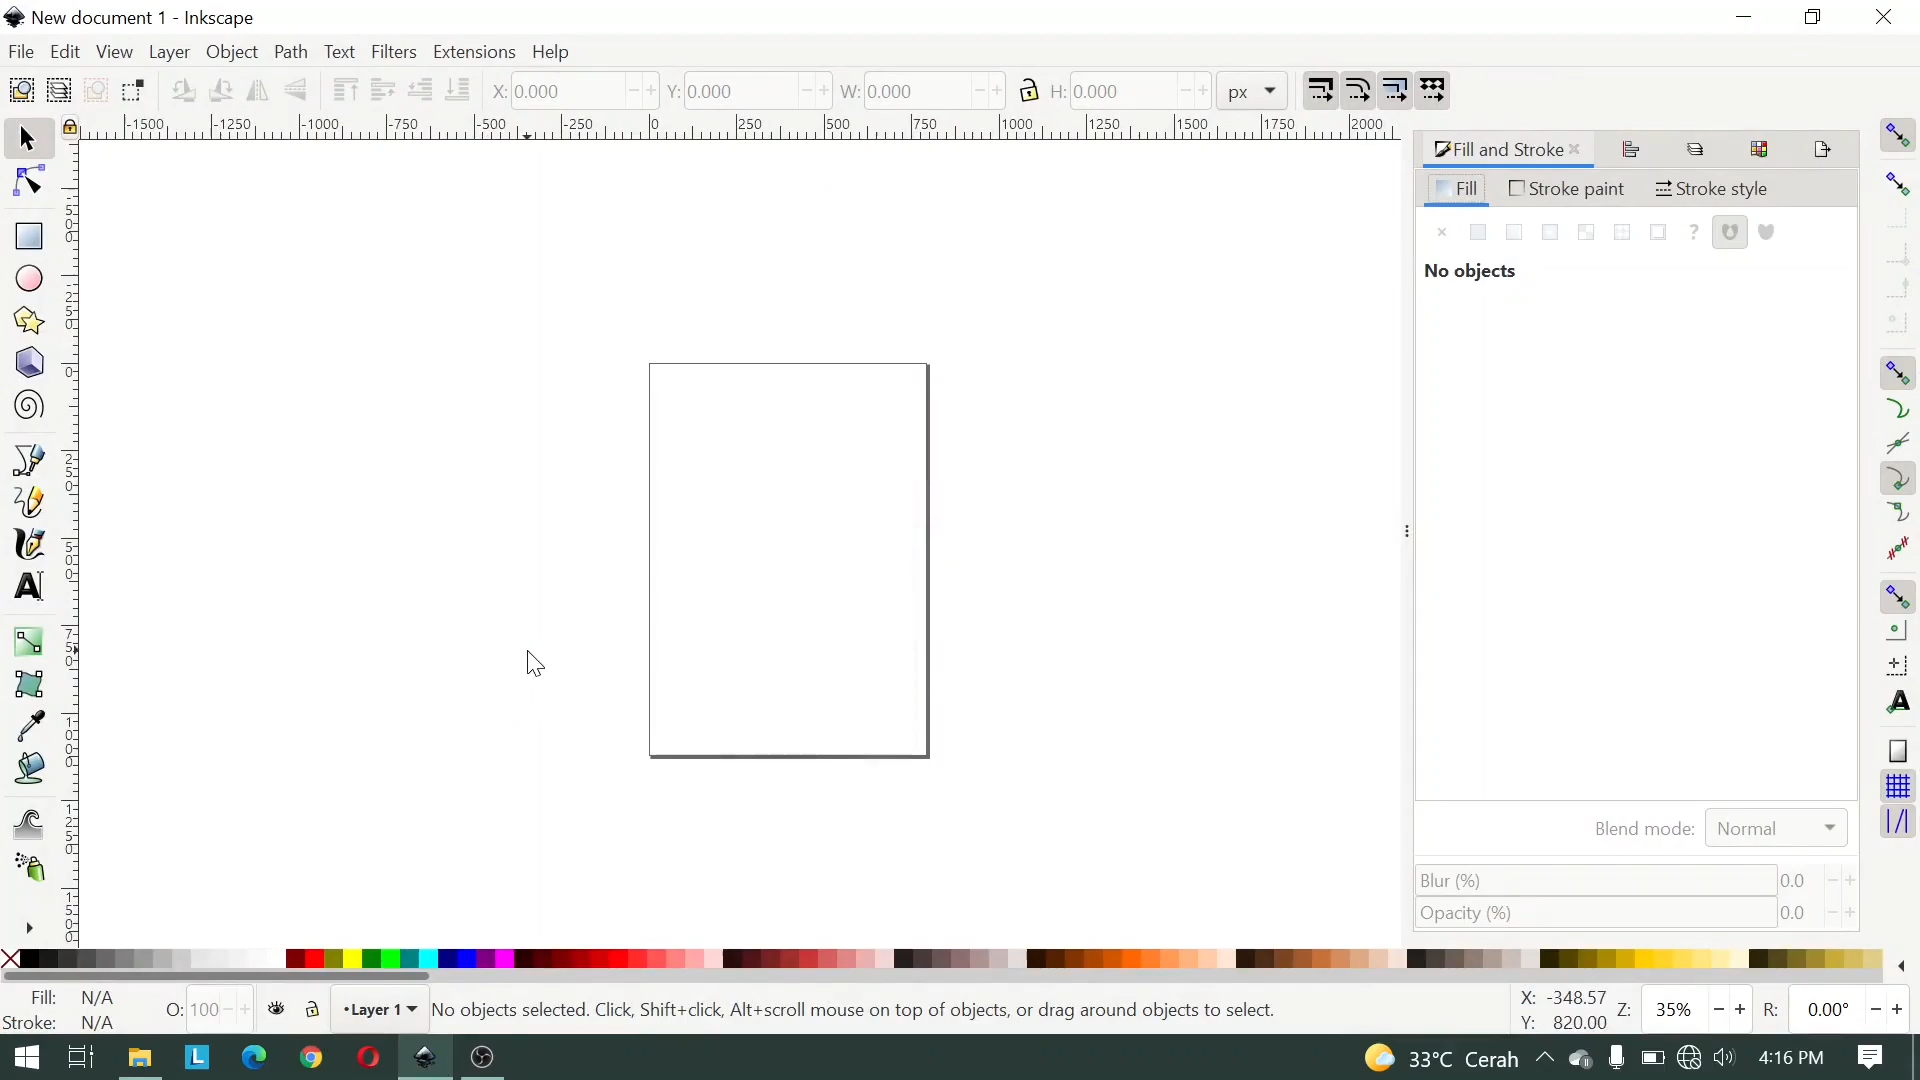 New document 1 - Inkscape
File Edit View Layer Object Path Text Filters Extensions Help
X: 0.000 Y: 0.000 W: 0.000 H: 0.000 px
-1500 -1250 -1000 -750 -500 -250 0 250 500 750 1000 1250 1500 1750 2000
Fill and Stroke
Fill Stroke paint Stroke style
No objects
Blend mode: Normal
Blur (%) 0.0
Opacity (%) 0.0
Fill: N/A
Stroke: N/A
O: 100
•Layer 1
No objects selected. Click, Shift+click, Alt+scroll mouse on top of objects, or drag around objects to select.
X: -348.57
Y: 820.00
Z: 35%
R: 0.00°
33°C Cerah 4:16 PM